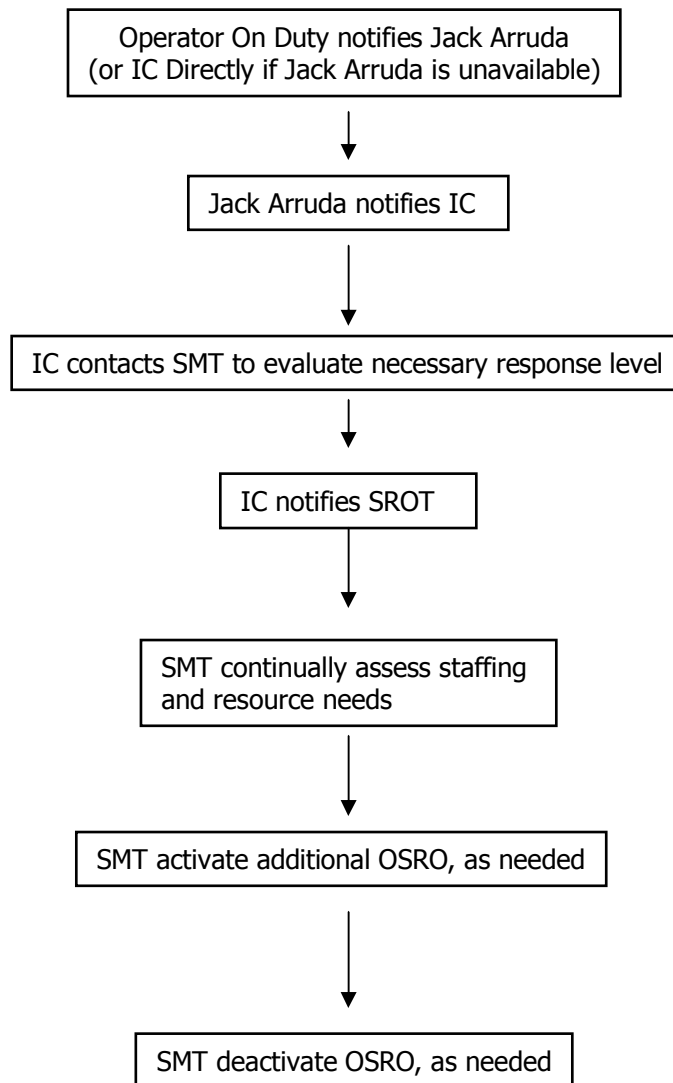 Operator On Duty notifies Jack Arruda
(or IC Directly if Jack Arruda is unavailable)
Jack Arruda notifies IC
IC contacts SMT to evaluate necessary response level
IC notifies SROT
SMT continually assess staffing
and resource needs
SMT activate additional OSRO, as needed
SMT deactivate OSRO, as needed